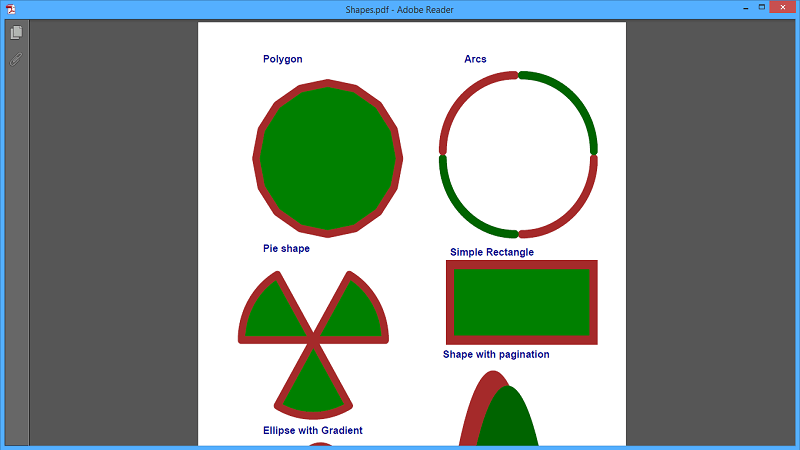 Shapes.pdf - Adobe Reader
Polygon
Arcs
Pie shape
Simple Rectangle
Shape with pagination
Ellipse with Gradient